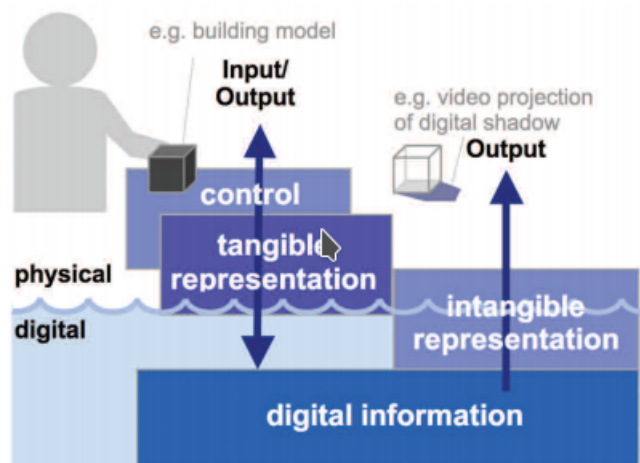 e.g. building model
Input/
Output
e.g. video projection
of digital shadow
Output
control
tangible
representation
physical
digital
intangible
representation
digital information